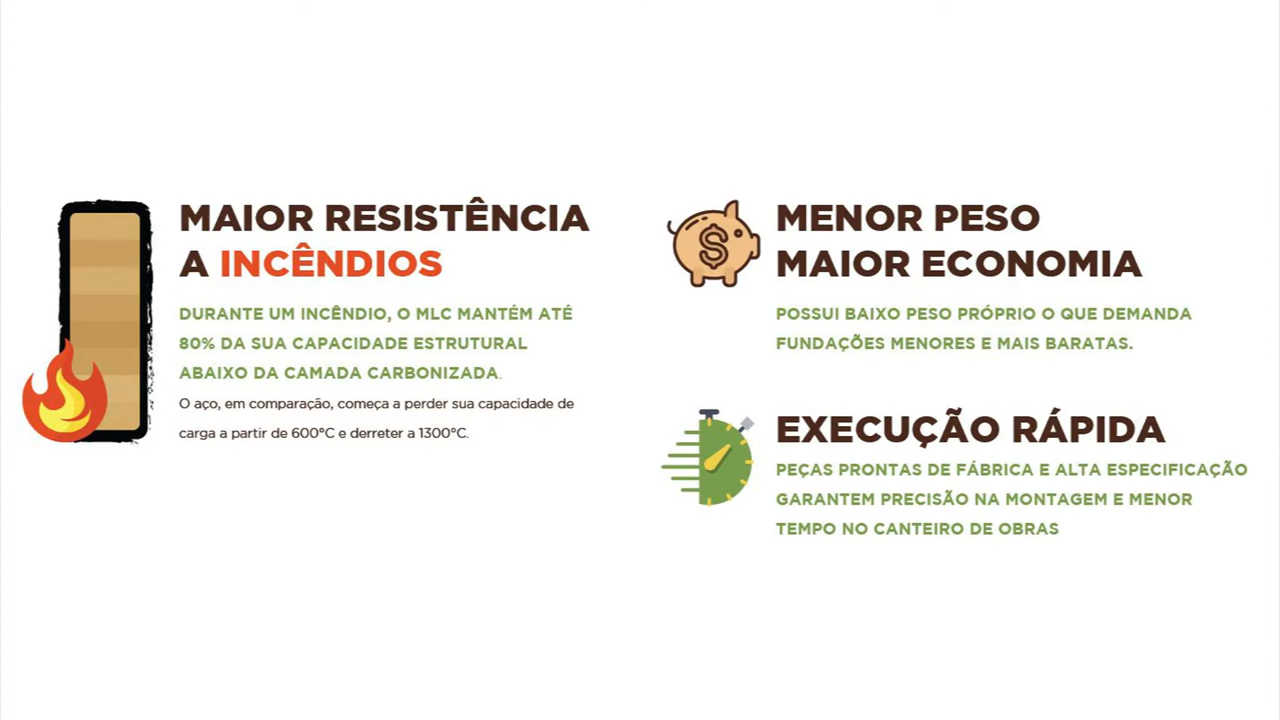 MAIOR RESISTÊNCIA
A INCÊNDIOS
DURANTE UM INCÊNDIO, O MLC MANTÉM ATÉ
80% DA SUA CAPACIDADE ESTRUTURAL
ABAIXO DA CAMADA CARBONIZADA.
O aço, em comparação, começa a perder sua capacidade de
carga a partir de 600°C e derreter a 1300°C.
$
MENOR PESO
MAIOR ECONOMIA
POSSUI BAIXO PESO PRÓPRIO O QUE DEMANDA
FUNDAÇÕES MENORES E MAIS BARATAS.
EXECUÇÃO RÁPIDA
PEÇAS PRONTAS DE FÁBRICA E ALTA ESPECIFICAÇÃO
GARANTEM PRECISÃO NA MONTAGEM E MENOR
TEMPO NO CANTEIRO DE OBRAS